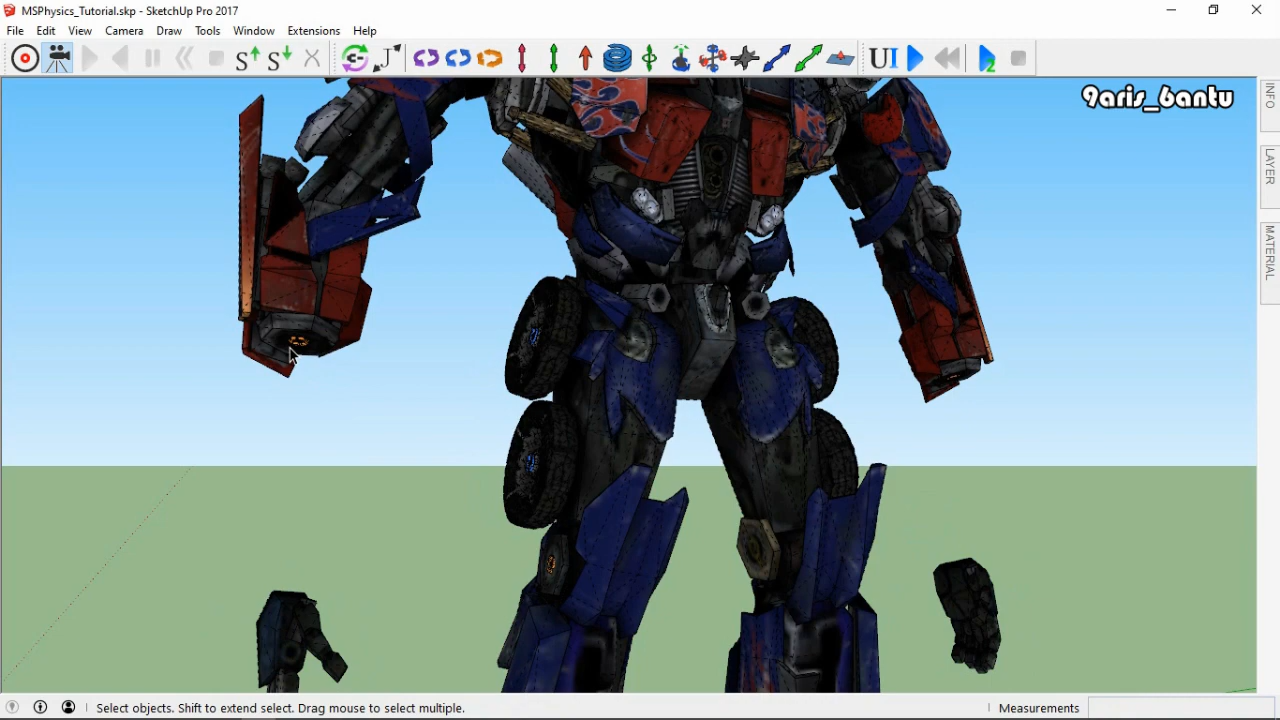 MSPhysics_Tutorial.skp - SketchUp Pro 2017
File Edit View Camera Draw Tools Window Extensions Help
UI
2
9aris_6antu
INFO
LAYER
MATERIAL
Select objects. Shift to extend select. Drag mouse to select multiple.
Measurements